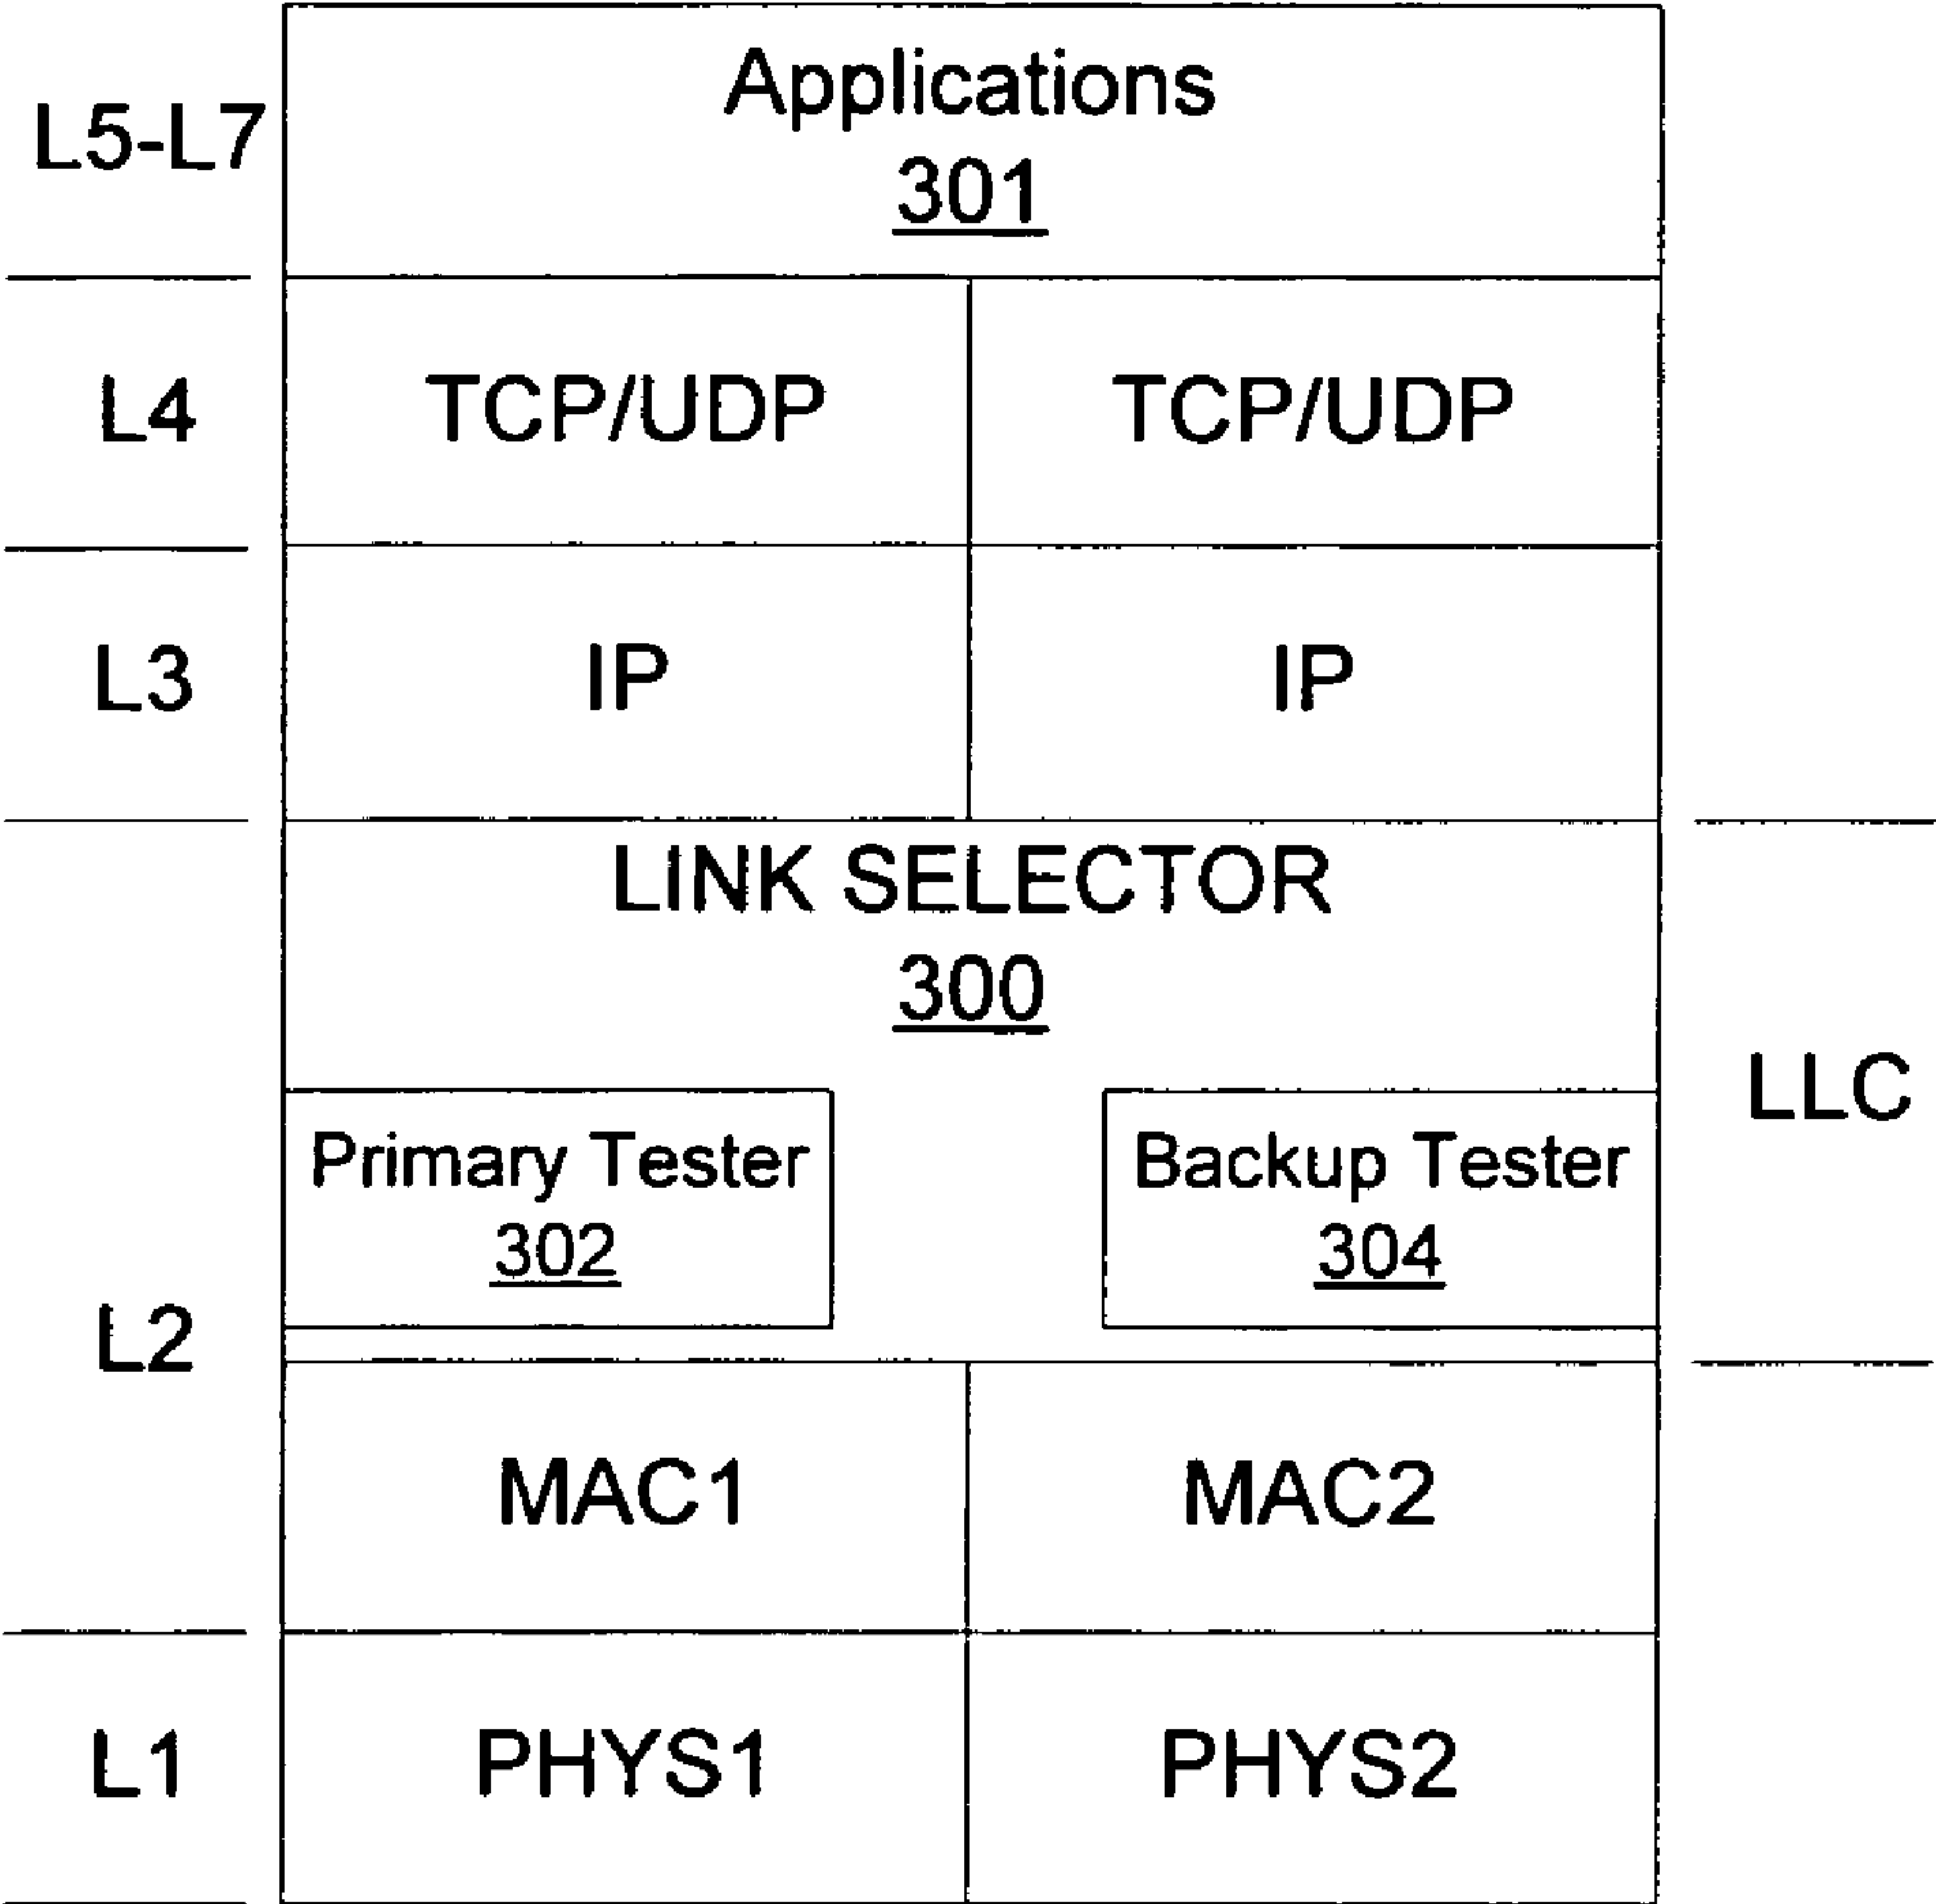 Applications
L5-L7
301
L4
TCP/UDP
TCP/UDP
L3
IP
IP
LINK SELECTOR
300
LLC
Primary Tester
302
Backup Tester
304
L2
MAC1
MAC2
L1
PHYS1
PHYS2